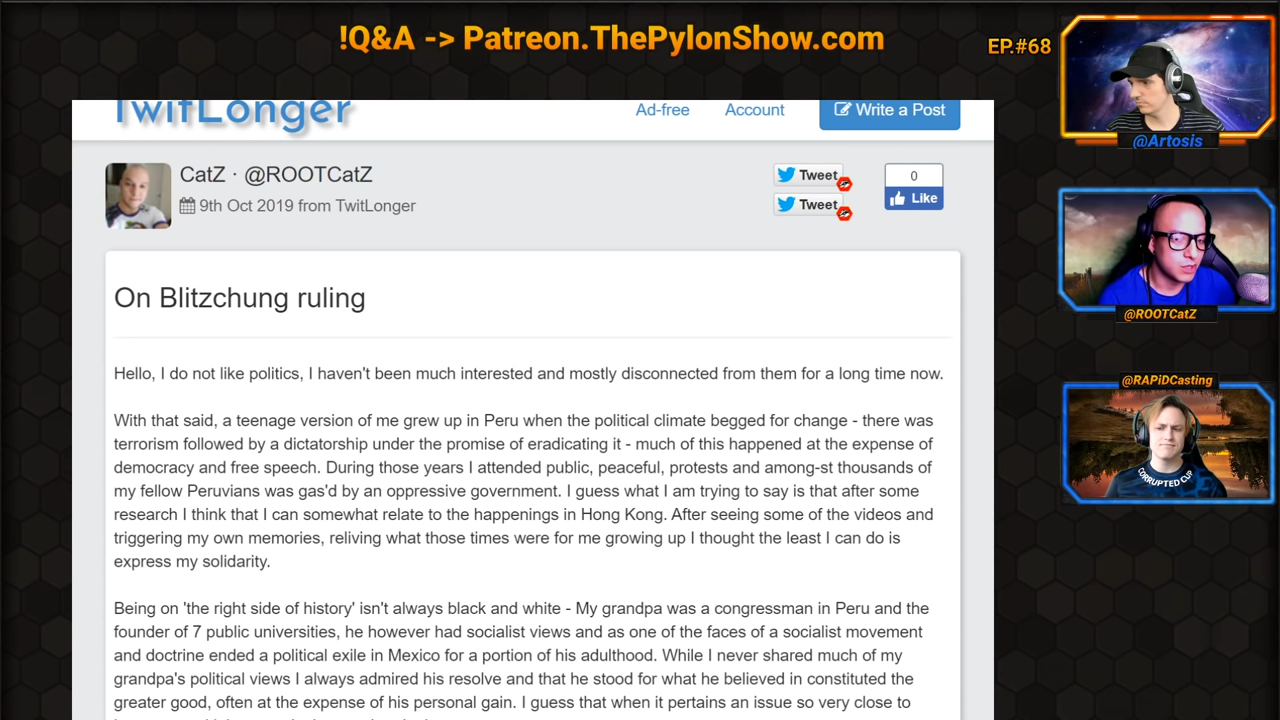 !Q&A -> Patreon.ThePylonShow.com
EP.#68
TwitLonger
Ad-free
Account
Write a Post
@Artosis
CatZ · @ROOTCatZ
9th Oct 2019 from TwitLonger
Tweet
Tweet
0
Like
On Blitzchung ruling
@ROOTCatZ
Hello, I do not like politics, I haven't been much interested and mostly disconnected from them for a long time now.
@RAPiDCasting
With that said, a teenage version of me grew up in Peru when the political climate begged for change - there was
terrorism followed by a dictatorship under the promise of eradicating it - much of this happened at the expense of
democracy and free speech. During those years I attended public, peaceful, protests and among-st thousands of
my fellow Peruvians was gas'd by an oppressive government. I guess what I am trying to say is that after some
research I think that I can somewhat relate to the happenings in Hong Kong. After seeing some of the videos and
triggering my own memories, reliving what those times were for me growing up I thought the least I can do is
express my solidarity.
CORRUPTED CUP
Being on 'the right side of history' isn't always black and white - My grandpa was a congressman in Peru and the
founder of 7 public universities, he however had socialist views and as one of the faces of a socialist movement
and doctrine ended a political exile in Mexico for a portion of his adulthood. While I never shared much of my
grandpa's political views I always admired his resolve and that he stood for what he believed in constituted the
greater good, often at the expense of his personal gain. I guess that when it pertains an issue so very close to